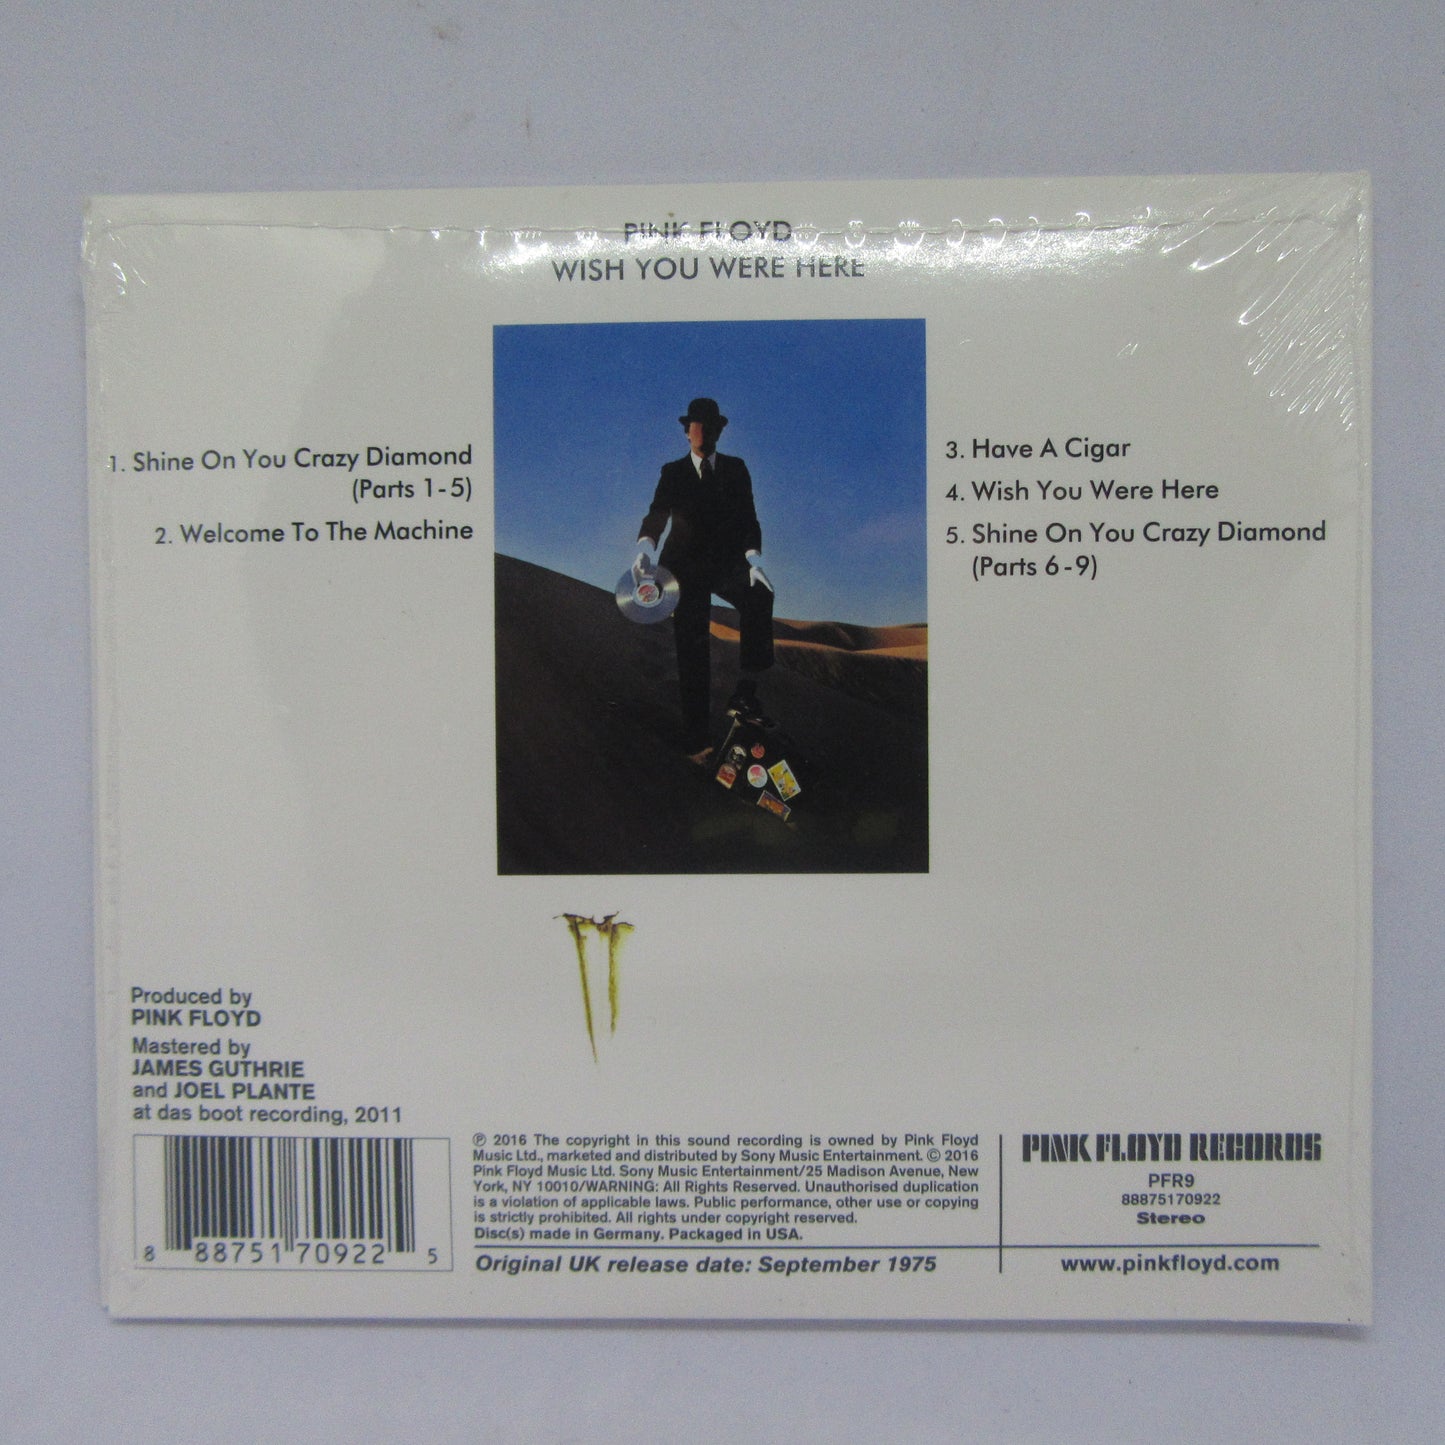 PINK FLOYD
WISH YOU WERE HERE
1. Shine On You Crazy Diamond
(Parts 1-5)
2. Welcome To The Machine
3. Have A Cigar
4. Wish You Were Here
5. Shine On You Crazy Diamond
(Parts 6-9)
Produced by
PINK FLOYD
Mastered by
JAMES GUTHRIE
and JOEL PLANTE
at das boot recording, 2011
8 88751 70922 5
℗ 2016 The copyright in this sound recording is owned by Pink Floyd
Music Ltd., marketed and distributed by Sony Music Entertainment. © 2016
Pink Floyd Music Ltd. Sony Music Entertainment/25 Madison Avenue, New
York, NY 10010/WARNING: All Rights Reserved. Unauthorised duplication
is a violation of applicable laws. Public performance, other use or copying
is strictly prohibited. All rights under copyright reserved.
Disc(s) made in Germany. Packaged in USA.
Original UK release date: September 1975
PINK FLOYD RECORDS
PFR9
88875170922
Stereo
www.pinkfloyd.com